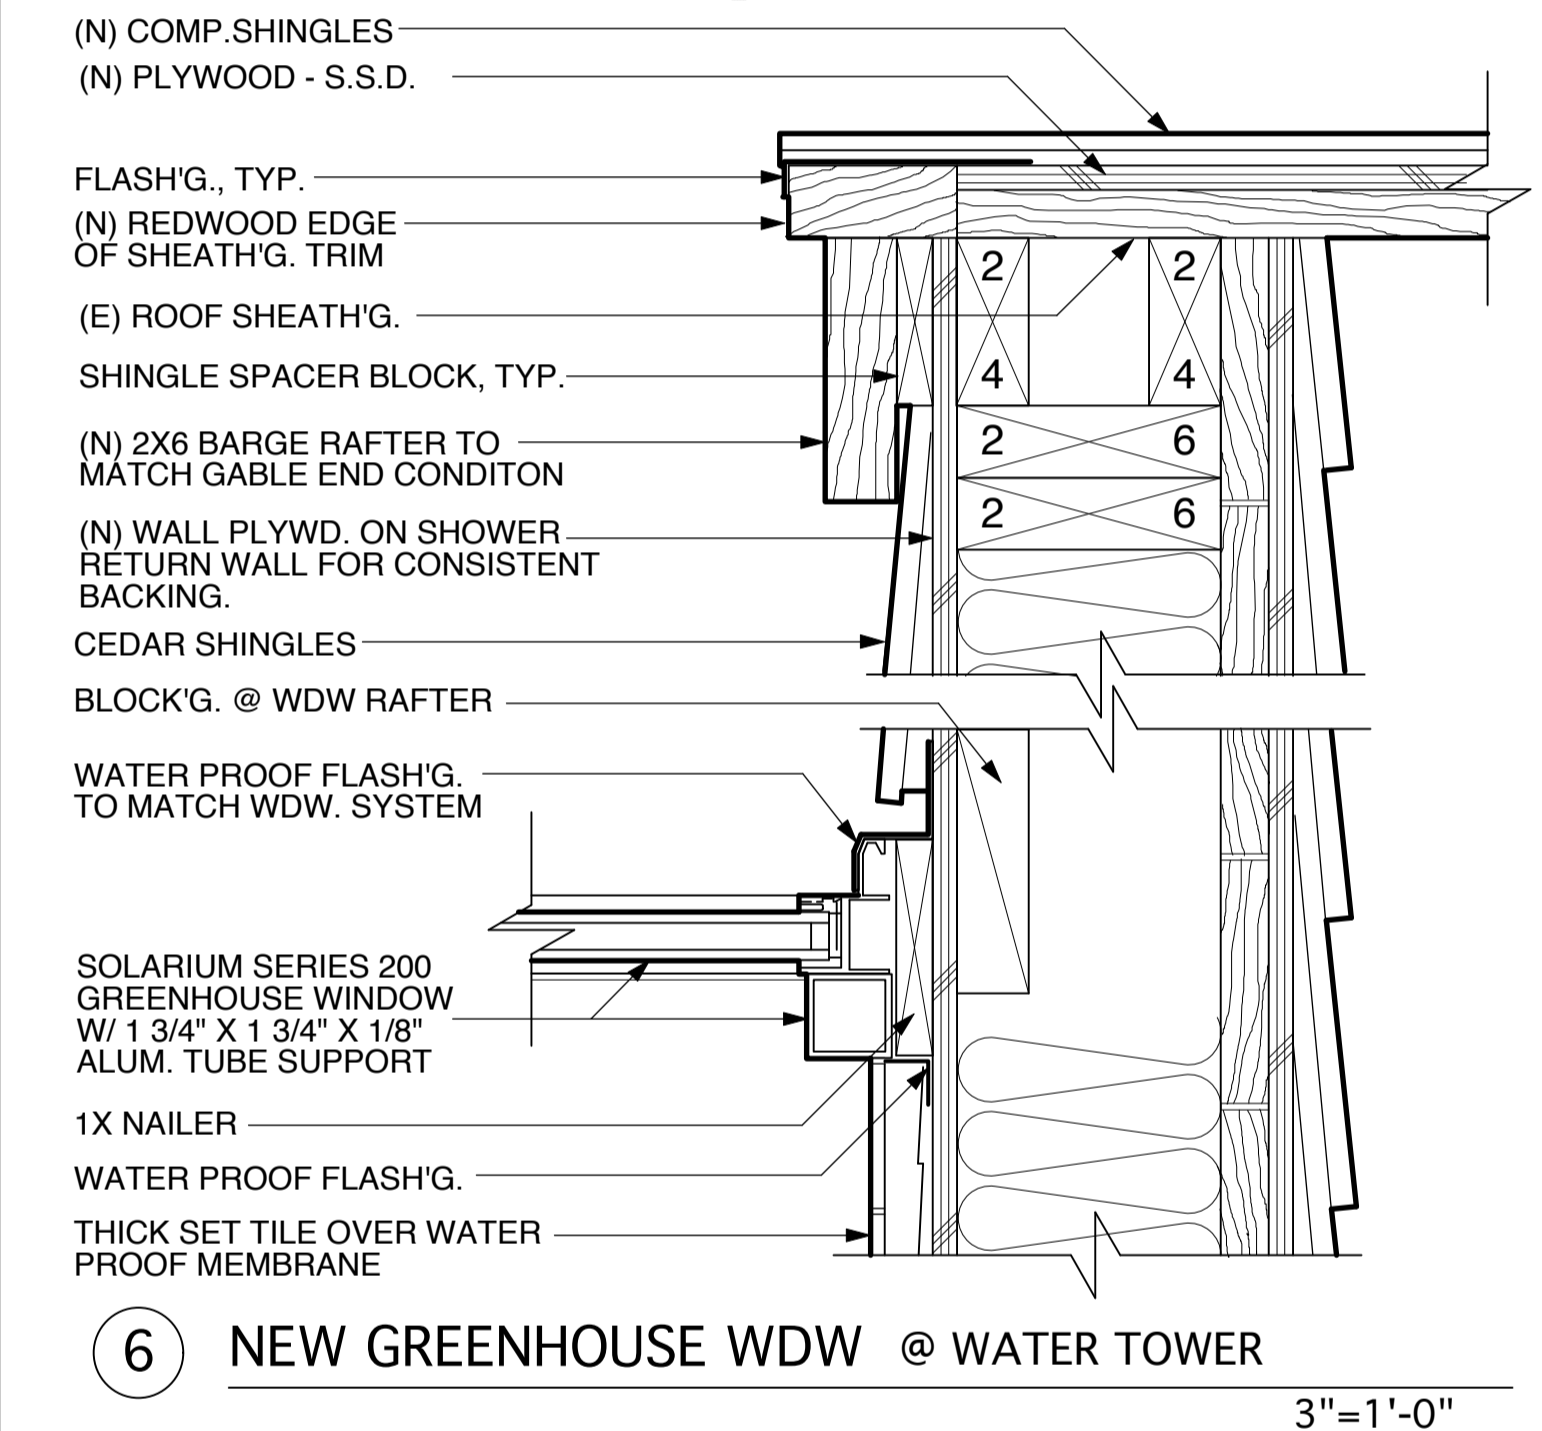 (N) COMP.SHINGLES
(N) PLYWOOD - S.S.D.
FLASH'G., TYP.
(N) REDWOOD EDGE
OF SHEATH'G. TRIM
(E) ROOF SHEATH'G.
SHINGLE SPACER BLOCK, TYP.
(N) 2X6 BARGE RAFTER TO
MATCH GABLE END CONDITON
(N) WALL PLYWD. ON SHOWER
RETURN WALL FOR CONSISTENT
BACKING.
CEDAR SHINGLES
BLOCK'G. @ WDW RAFTER
WATER PROOF FLASH'G.
TO MATCH WDW. SYSTEM
SOLARIUM SERIES 200
GREENHOUSE WINDOW
W/ 1 3/4" X 1 3/4" X 1/8"
ALUM. TUBE SUPPORT
1X NAILER
WATER PROOF FLASH'G.
THICK SET TILE OVER WATER
PROOF MEMBRANE
2 2
4 4
2 6
2 6
6 NEW GREENHOUSE WDW @ WATER TOWER
3"=1'-0"